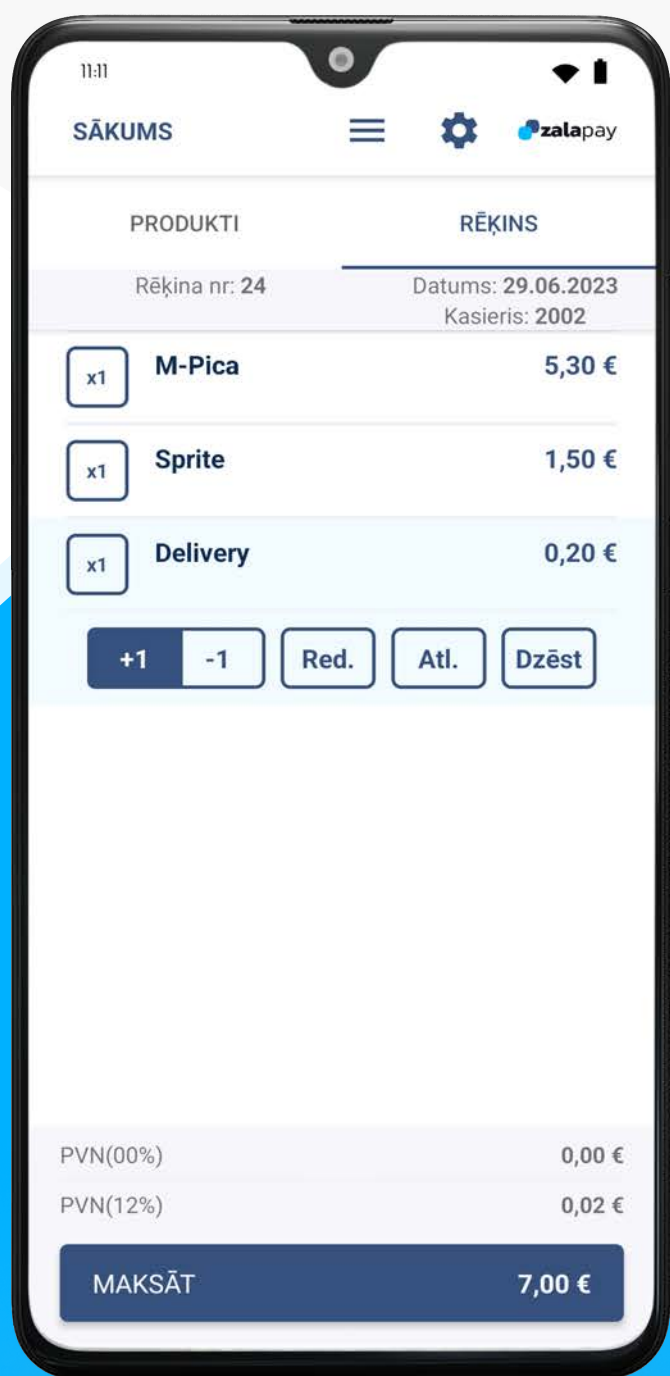 11:11
SĀKUMS zalapay
PRODUKTI RĒĶINS
Rēķina nr: 24 Datums: 29.06.2023
Kasieris: 2002
x1 M-Pica 5,30 €
x1 Sprite 1,50 €
x1 Delivery 0,20 €
+1 -1 Red. Atl. Dzēst
PVN(00%) 0,00 €
PVN(12%) 0,02 €
MAKSĀT 7,00 €